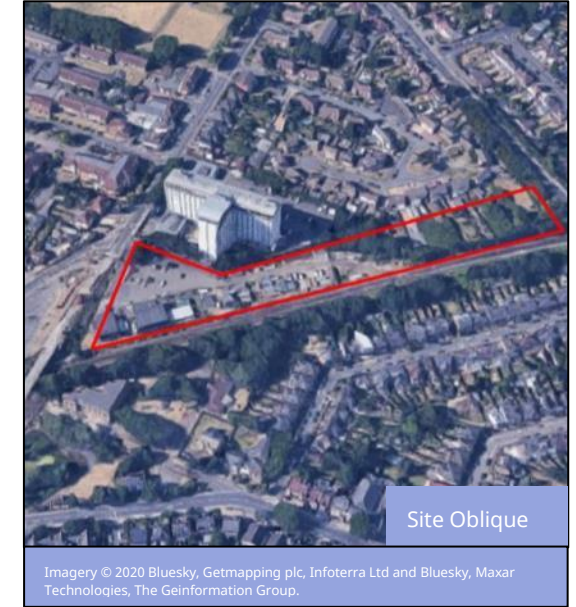 Site Oblique
Imagery © 2020 Bluesky, Getmapping plc, Infoterra Ltd and Bluesky, Maxar
Technologies, The Geinformation Group.